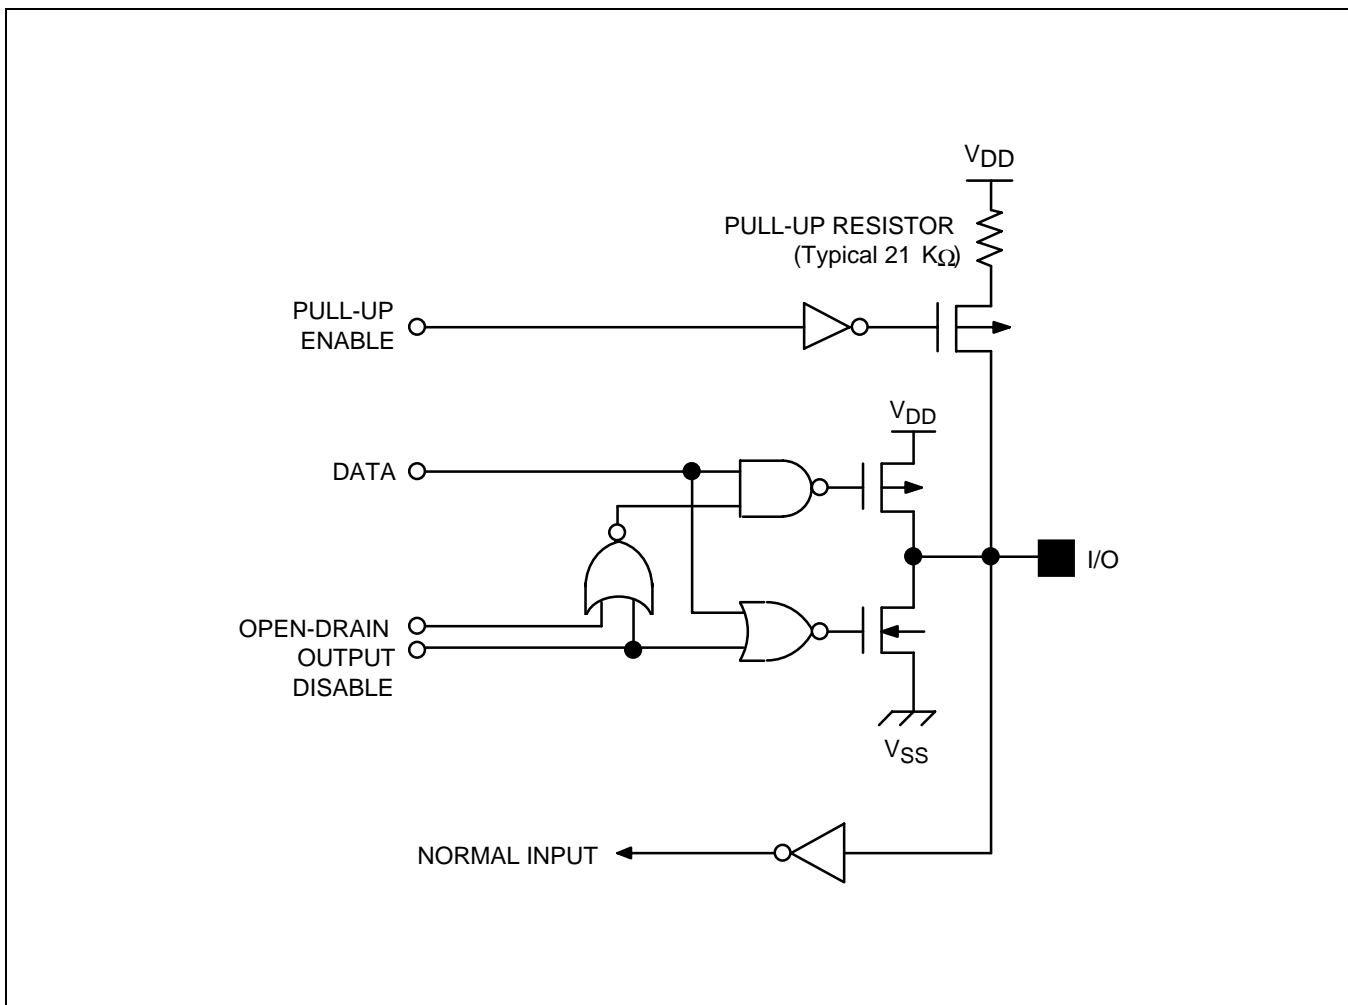 VDD
PULL-UP RESISTOR
(Typical 21 KΩ)
PULL-UP
ENABLE
VDD
DATA
I/O
OPEN-DRAIN
OUTPUT
DISABLE
VSS
NORMAL INPUT